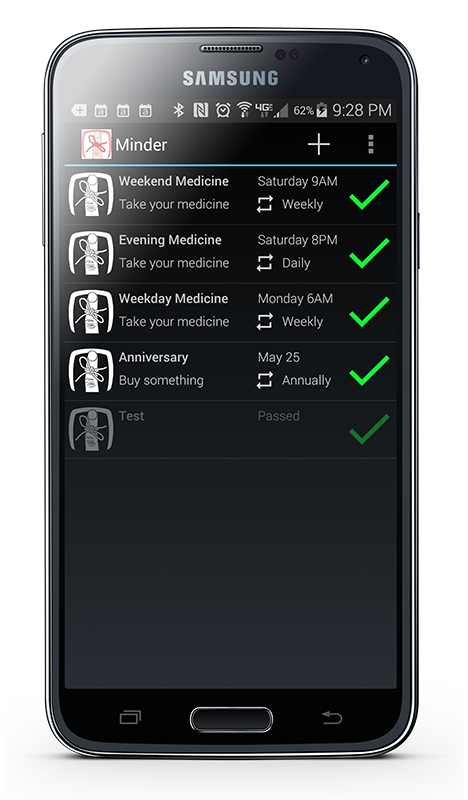 SAMSUNG
4G 62% 9:28 PM
Minder
Weekend Medicine Saturday 9AM
Take your medicine Weekly
Evening Medicine Saturday 8PM
Take your medicine Daily
Weekday Medicine Monday 6AM
Take your medicine Weekly
Anniversary May 25
Buy something Annually
Test Passed